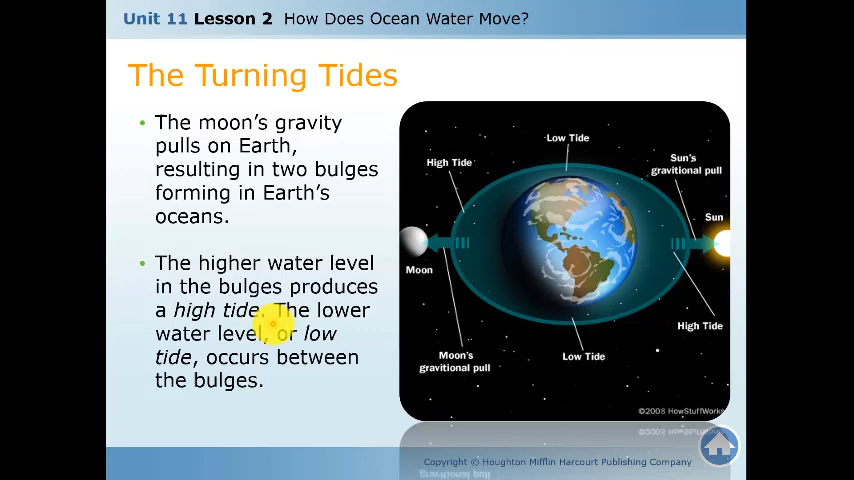 Unit 11 Lesson 2 How Does Ocean Water Move?
The Turning Tides
• The moon's gravity
pulls on Earth,
resulting in two bulges
forming in Earth's
oceans.
• The higher water level
in the bulges produces
a high tide. The lower
water level, or low
tide, occurs between
the bulges.
Low Tide
High Tide
Sun's
gravitional pull
Sun
Moon
High Tide
Moon's
gravitional pull
Low Tide
©2008 HowStuffWorks
Copyright © Houghton Mifflin Harcourt Publishing Company